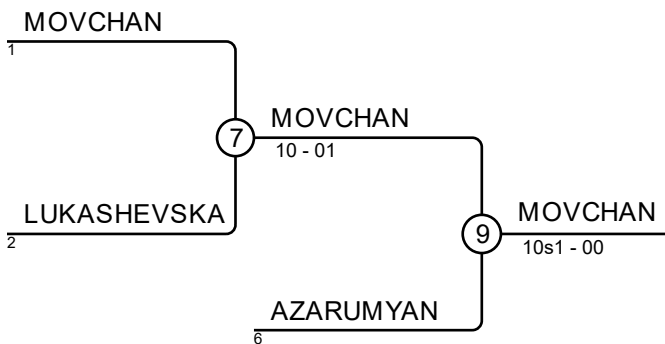 MOVCHAN
1
7
MOVCHAN
10 - 01
LUKASHEVSKA
2
9
MOVCHAN
10s1 - 00
AZARUMYAN
6